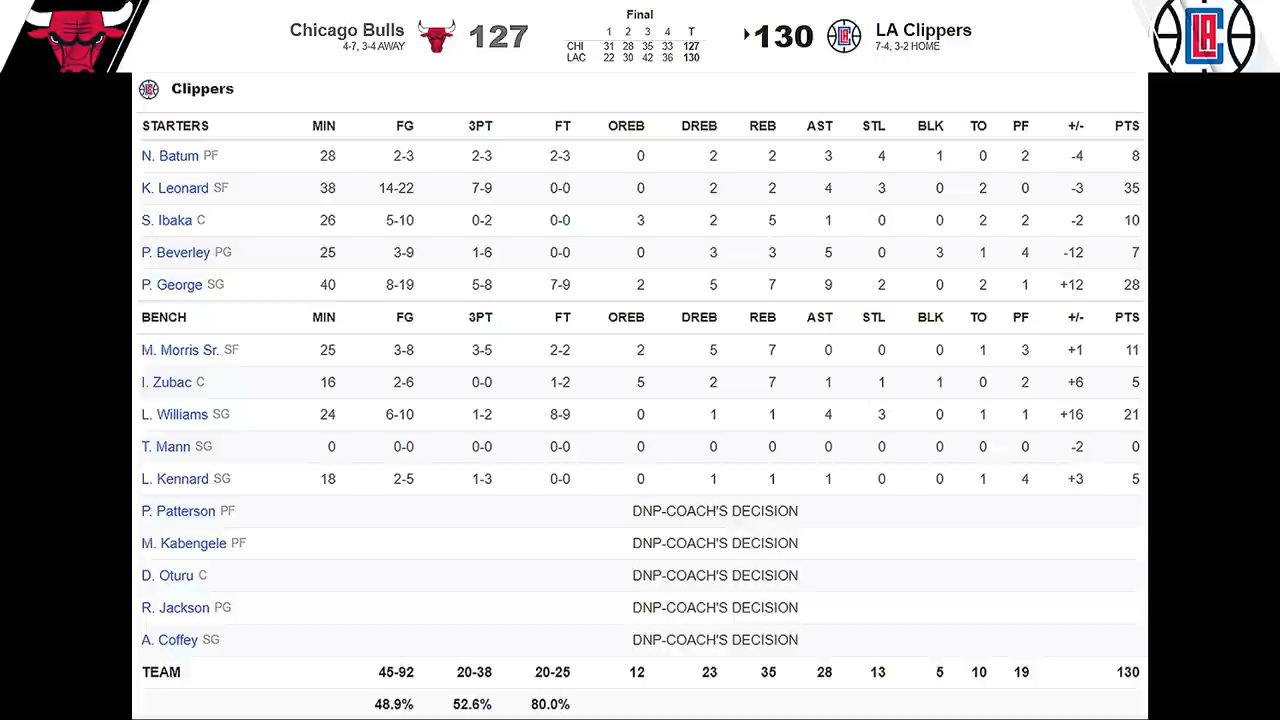 Chicago Bulls 127 Final 130 LA Clippers
4-7, 3-4 AWAY 7-4, 3-2 HOME
1 2 3 4 T
CHI 31 28 35 33 127
LAC 22 30 42 36 130
Clippers
STARTERS MIN FG 3PT FT OREB DREB REB AST STL BLK TO PF +/- PTS
N. Batum PF 28 2-3 2-3 2-3 0 2 2 3 4 1 0 2 -4 8
K. Leonard SF 38 14-22 7-9 0-0 0 2 2 4 3 0 2 0 -3 35
S. Ibaka C 26 5-10 0-2 0-0 3 2 5 1 0 0 2 2 -2 10
P. Beverley PG 25 3-9 1-6 0-0 0 3 3 5 0 3 1 4 -12 7
P. George SG 40 8-19 5-8 7-9 2 5 7 9 2 0 2 1 +12 28
BENCH MIN FG 3PT FT OREB DREB REB AST STL BLK TO PF +/- PTS
M. Morris Sr. SF 25 3-8 3-5 2-2 2 5 7 0 0 0 1 3 +1 11
I. Zubac C 16 2-6 0-0 1-2 5 2 7 1 1 1 0 2 +6 5
L. Williams SG 24 6-10 1-2 8-9 0 1 1 4 3 0 1 1 +16 21
T. Mann SG 0 0-0 0-0 0-0 0 0 0 0 0 0 0 0 -2 0
L. Kennard SG 18 2-5 1-3 0-0 0 1 1 1 0 0 1 4 +3 5
P. Patterson PF DNP-COACH'S DECISION
M. Kabengele PF DNP-COACH'S DECISION
D. Oturu C DNP-COACH'S DECISION
R. Jackson PG DNP-COACH'S DECISION
A. Coffey SG DNP-COACH'S DECISION
TEAM 45-92 20-38 20-25 12 23 35 28 13 5 10 19 130
48.9% 52.6% 80.0%